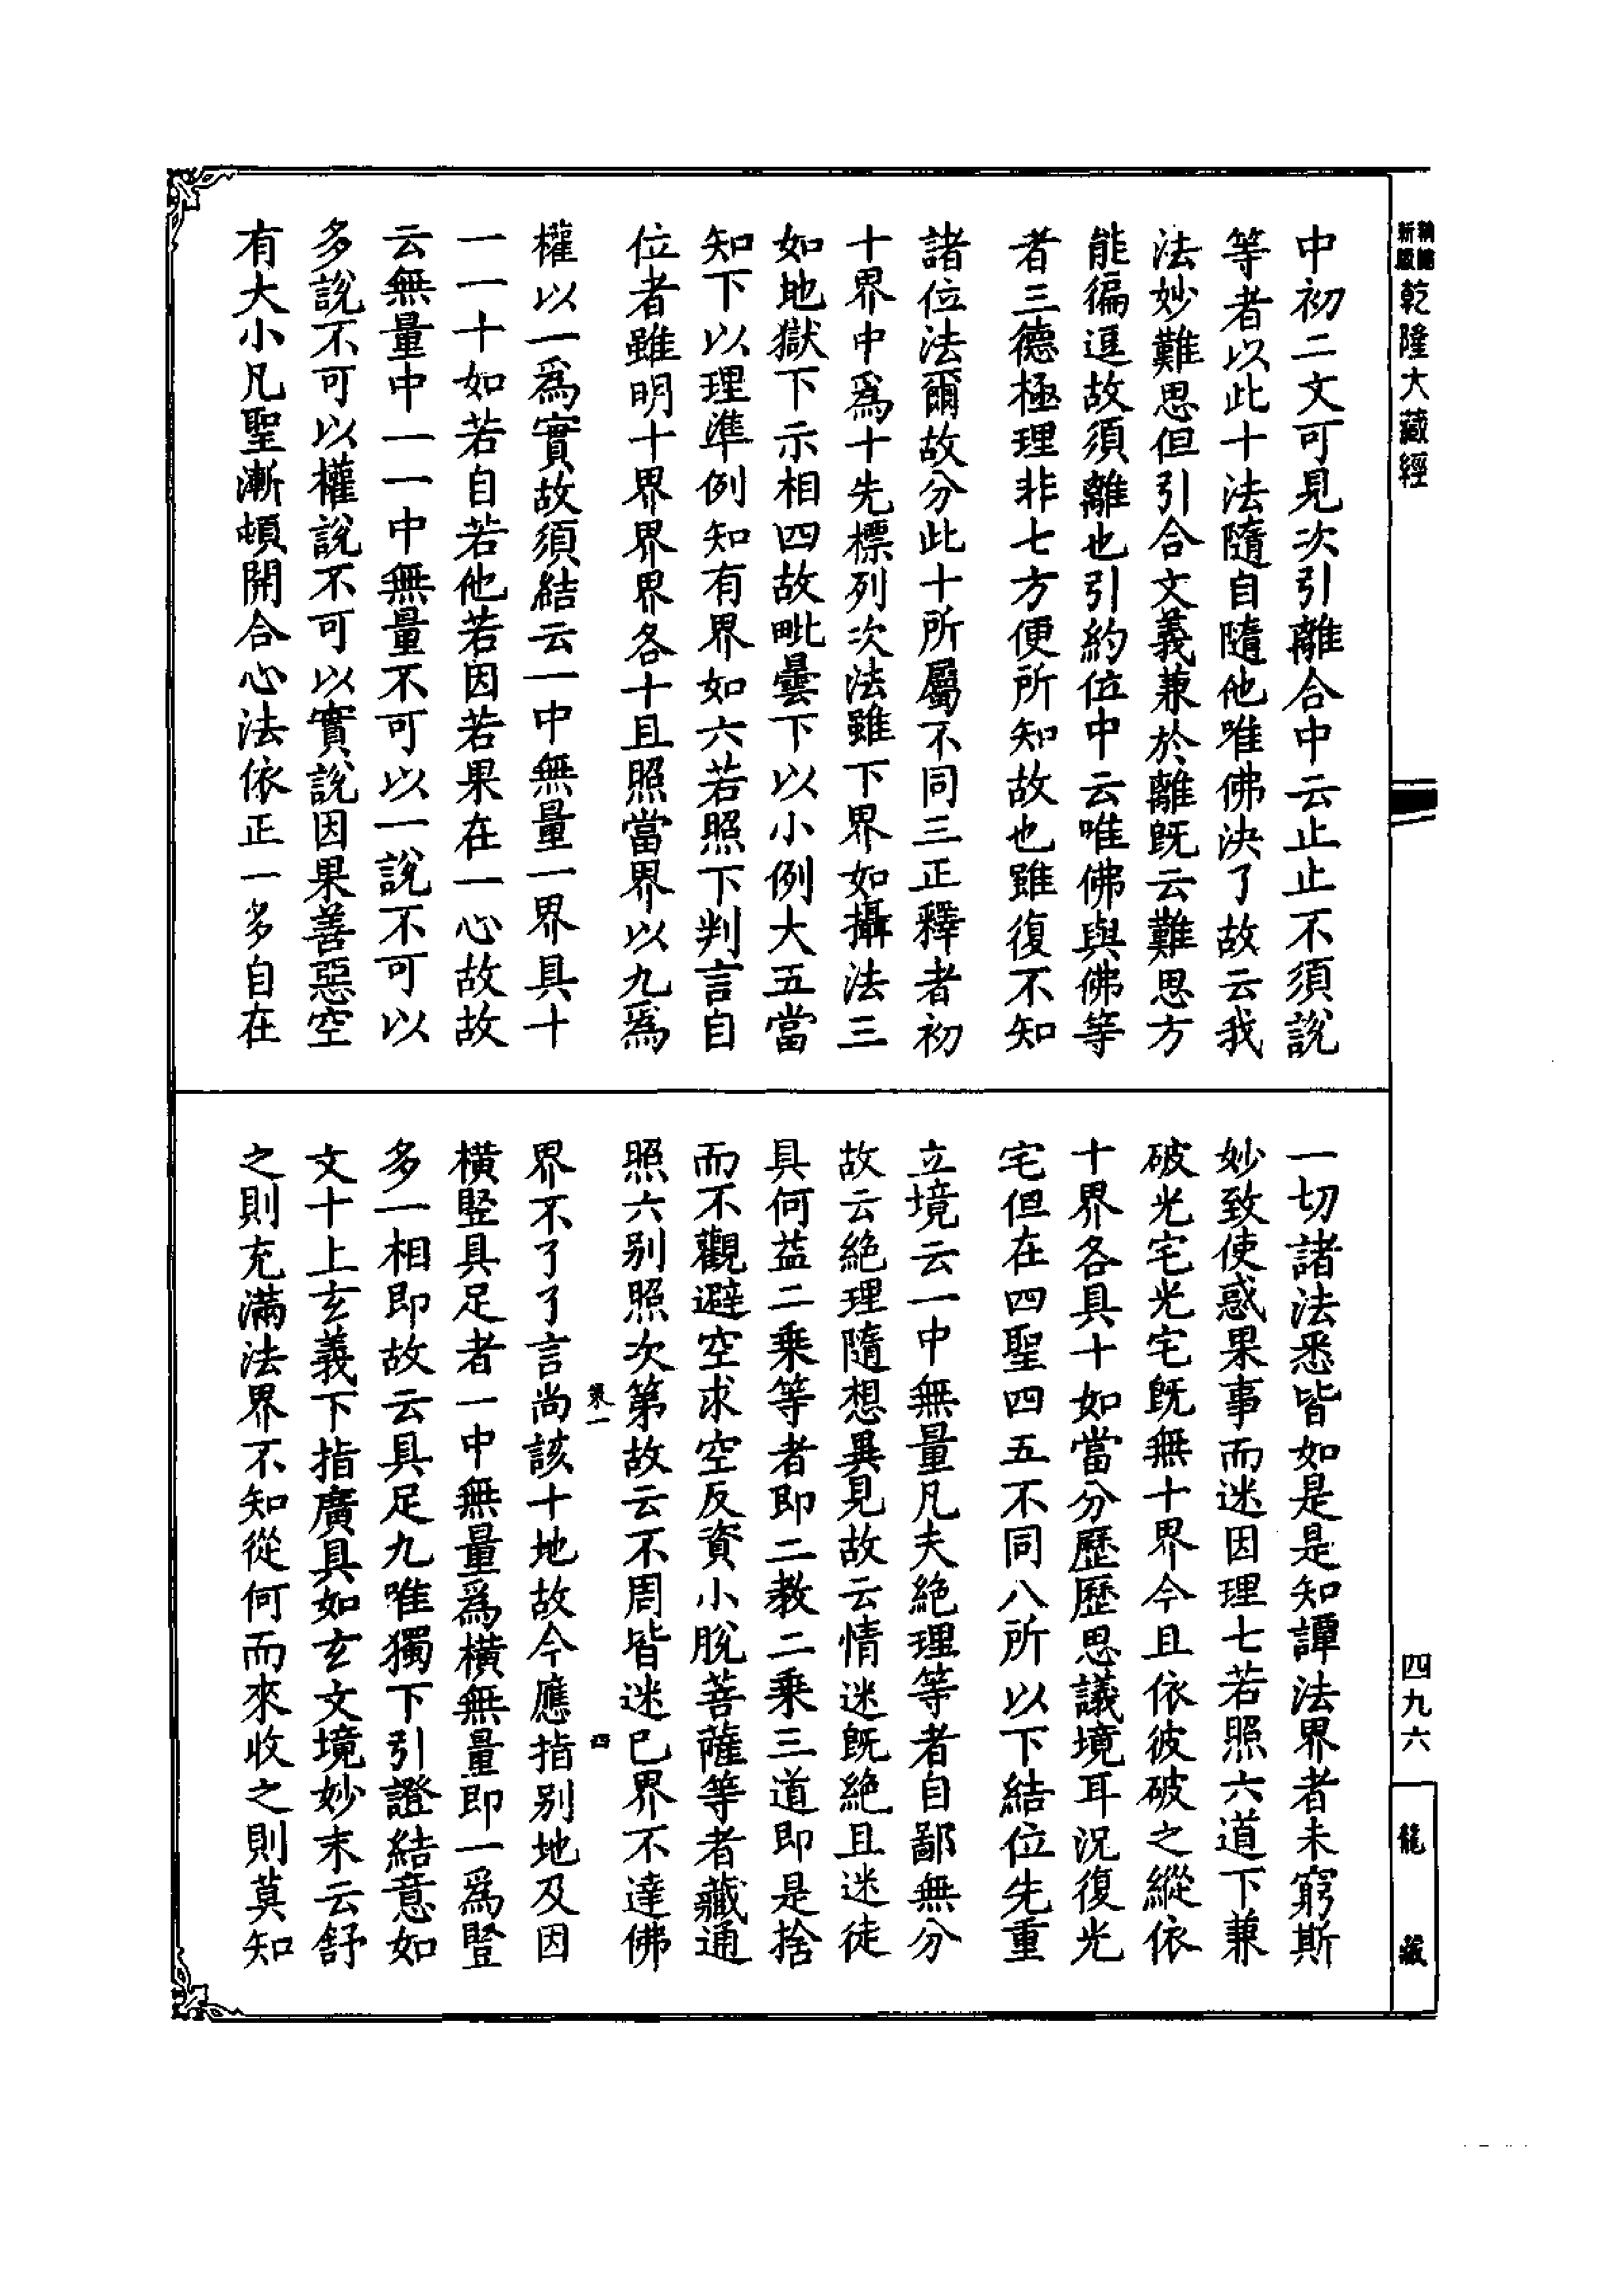 新編縮版
乾隆大藏經
中初二文可見次引離合中云止止不須說
等者以此十法隨自隨他唯佛決了故云我
法妙難思但引合文義兼於離旣云難思方
能徧逗故須離也引約位中云唯佛與佛等
者三德極理非七方便所知故也雖復不知
諸位法爾故分此十所屬不同三正釋者初
十界中爲十先標列次法雖下界如攝法三
如地獄下示相四故毗曇下以小例大五當
知下以理準例知有界如六若照下判言自
位者雖明十界界界各十且照當界以九爲
權以一爲實故須結云一中無量一界具十
一一十如若自若他若因若果在一心故故
云無量中一一中無量不可以一說不可以
多說不可以權說不可以實說因果善惡空
有大小凡聖漸頓開合心法依正一多自在
一切諸法悉皆如是是知譚法界者未窮斯
妙致使惑果事而迷因理七若照六道下兼
破光宅光宅旣無十界今且依彼破之縱依
十界各具十如當分歷歷思議境耳況復光
宅但在四聖四五不同八所以下結位先重
立境云一中無量凡夫絶理等者自鄙無分
故云絶理隨想異見故云情迷旣絶且迷徒
具何益二乘等者即二教二乘三道即是捨
而不觀避空求空反資小脫菩薩等者藏通
照六別照次第故云不周皆迷已界不達佛
策一
四
界不了了言尚該十地故今應指別地及因
橫豎具足者一中無量爲橫無量即一爲豎
多一相即故云具足九唯獨下引證結意如
文十上玄義下指廣具如玄文境妙末云舒
之則充滿法界不知從何而來收之則莫知
四九六
龍藏